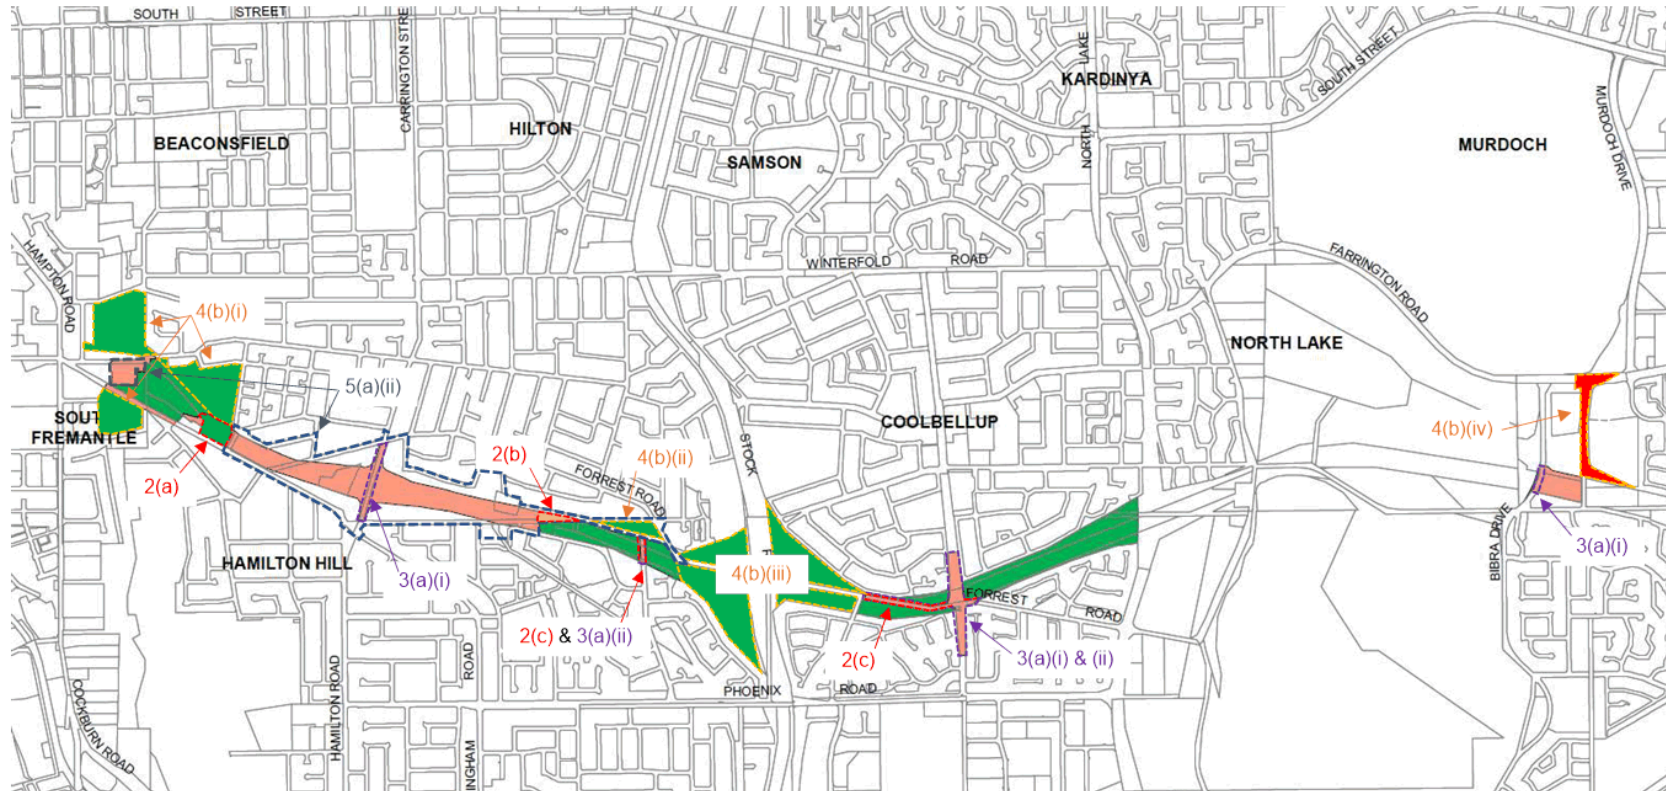 SOUTH STREET
CARRINGTON STRE
LAKE
KARDINYA
SOUTH STREET
MURDOCH DRIVE
BEACONSFIELD
HILTON
SAMSON
NORTH
MURDOCH
HAMPTON ROAD
WINTERFOLD ROAD
FARRINGTON ROAD
4(b)(i)
NORTH LAKE
5(a)(ii)
SOUT
FREMANTLE
COOLBELLUP
4(b)(iv)
STOCK
2(b)
4(b)(ii)
FORREST ROAD
2(a)
BIBRA DRIVE
3(a)(i)
HAMILTON HILL
4(b)(iii)
3(a)(i)
FORREST ROAD
2(c) & 3(a)(ii)
2(c)
3(a)(i) & (ii)
HAMILTON ROAD
ROAD
PHOENIX ROAD
COCKBURN ROAD
INGHAM